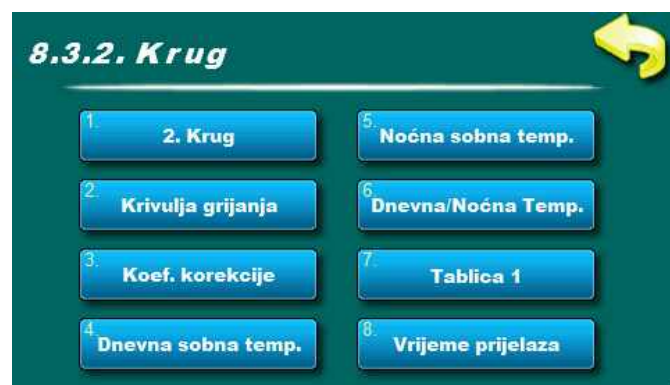 8.3.2. Krug
1. 2. Krug
2. Krivulja grijanja
3. Koef. korekcije
4. Dnevna sobna temp.
5. Noćna sobna temp.
6. Dnevna/Noćna Temp.
7. Tablica 1
8. Vrijeme prijelaza